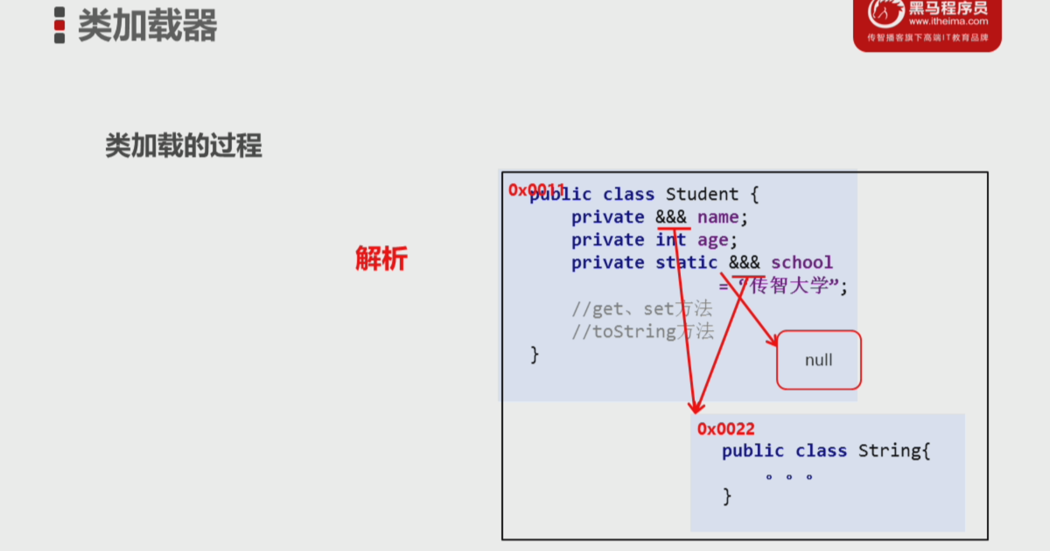 类加载器
黑马程序员
www.itheima.com
传智播客旗下高端IT教育品牌
类加载的过程
解析
0x0011
public class Student {
private &&& name;
private int age;
private static &&& school
= “传智大学”;
//get、set方法
//toString方法
}
null
0x0022
public class String{
。。。
}